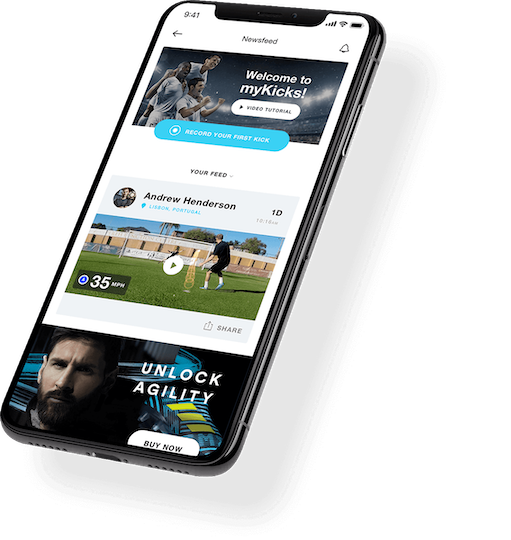 9:41
Newsfeed
Welcome to
myKicks!
VIDEO TUTORIAL
RECORD YOUR FIRST KICK
YOUR FEED
Andrew Henderson
1D
LISBON, PORTUGAL
10:18AM
35 MPH
SHARE
UNLOCK
AGILITY
BUY NOW